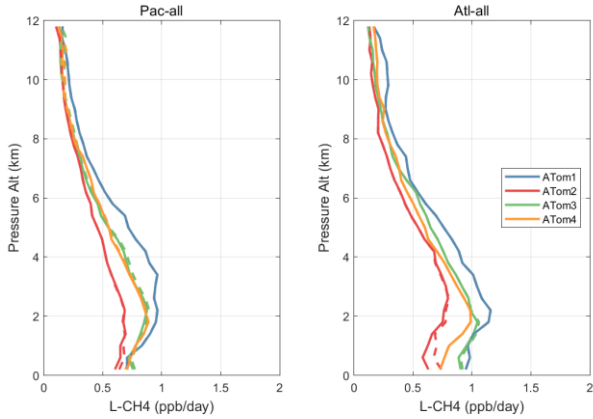 Pac-all
12
10
8
6
4
2
0
Pressure Alt (km)
0 0.5 1 1.5 2
L-CH4 (ppb/day)
Atl-all
12
10
8
6
4
2
0
Pressure Alt (km)
0 0.5 1 1.5 2
L-CH4 (ppb/day)
ATom1
ATom2
ATom3
ATom4